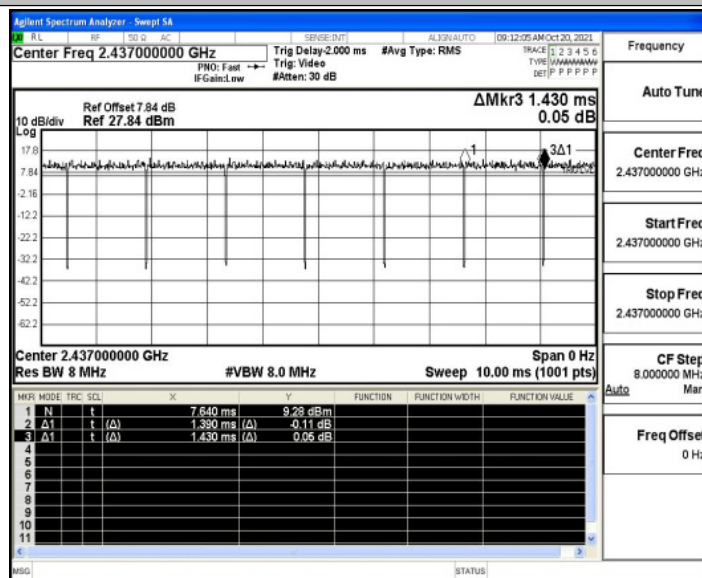 Agilent Spectrum Analyzer - Swept SA
RL RF 50 Ω AC SENSE:INT ALIGNAUTO 09:12:05 AM Oct 20, 2021
Center Freq 2.437000000 GHz
PNO: Fast
IFGain:Low
Trig Delay-2.000 ms
Trig: Video
#Atten: 30 dB
#Avg Type: RMS
TRACE 1 2 3 4 5 6
TYPE
DET P P P P P P
Ref Offset 7.84 dB
10 dB/div Ref 27.84 dBm
Log
ΔMkr3 1.430 ms
0.05 dB
17.8
7.84
-2.16
-12.2
-22.2
-32.2
-42.2
-52.2
-62.2
1
3Δ1
Center 2.437000000 GHz Span 0 Hz
Res BW 8 MHz #VBW 8.0 MHz Sweep 10.00 ms (1001 pts)
MKR MODE TRC SCL X Y FUNCTION FUNCTION WIDTH FUNCTION VALUE
1 N t 7.640 ms 9.28 dBm
2 Δ1 t (Δ) 1.390 ms (Δ) -0.11 dB
3 Δ1 t (Δ) 1.430 ms (Δ) 0.05 dB
4
5
6
7
8
9
10
11
MSG STATUS
Frequency
Auto Tune
Center Freq
2.437000000 GHz
Start Freq
2.437000000 GHz
Stop Freq
2.437000000 GHz
CF Step
8.000000 MHz
Auto Man
Freq Offset
0 Hz